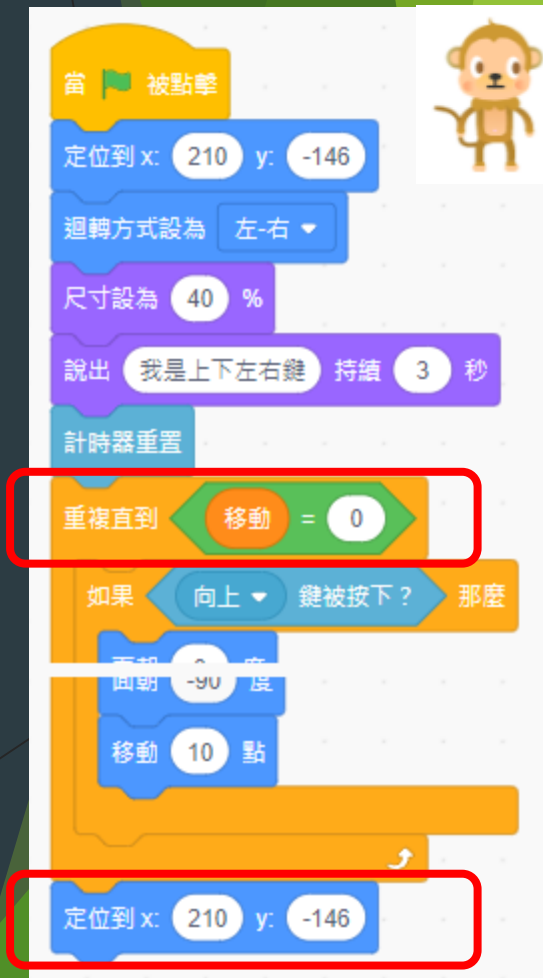 當 被點擊
定位到 x: 210 y: -146
迴轉方式設為 左-右
尺寸設為 40 %
說出 我是上下左右鍵 持續 3 秒
計時器重置
重複直到 移動 = 0
如果 向上 鍵被按下? 那麼
面朝 -90 度
移動 10 點
定位到 x: 210 y: -146